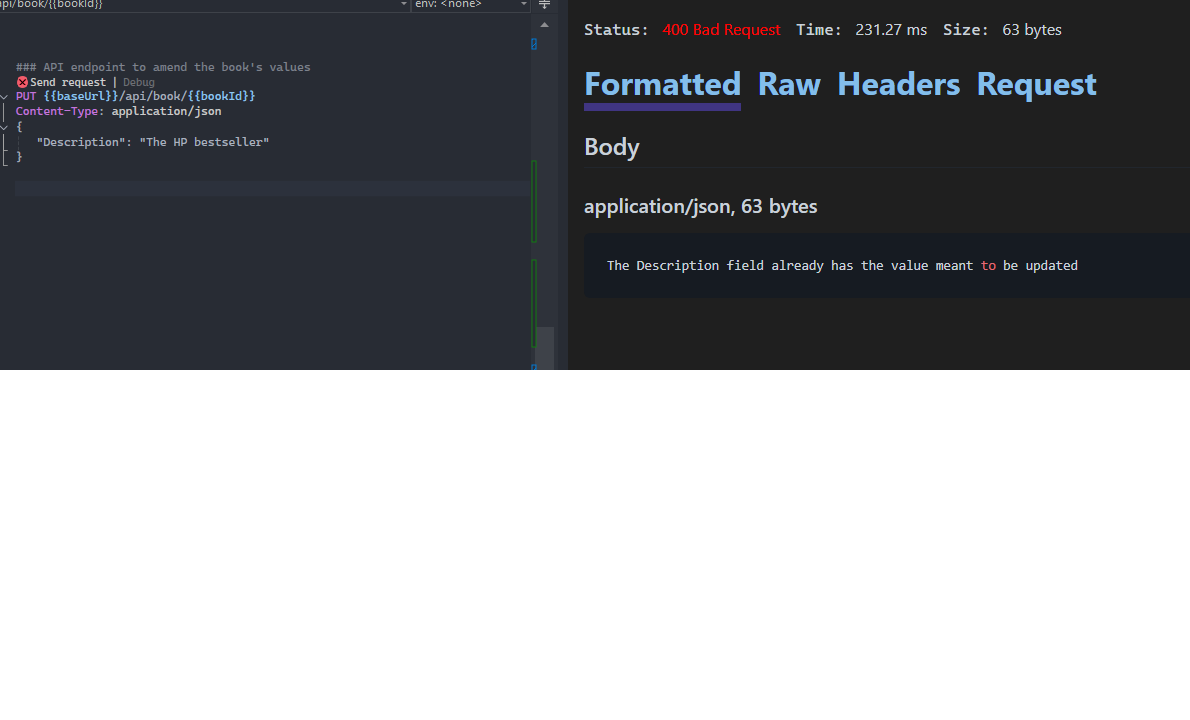 api/book/{{bookId}}
env: <none>
### API endpoint to amend the book's values
Send request | Debug
PUT {{baseUrl}}/api/book/{{bookId}}
Content-Type: application/json
{
"Description": "The HP bestseller"
}
Status: 400 Bad Request Time: 231.27 ms Size: 63 bytes
Formatted Raw Headers Request
Body
application/json, 63 bytes
The Description field already has the value meant to be updated